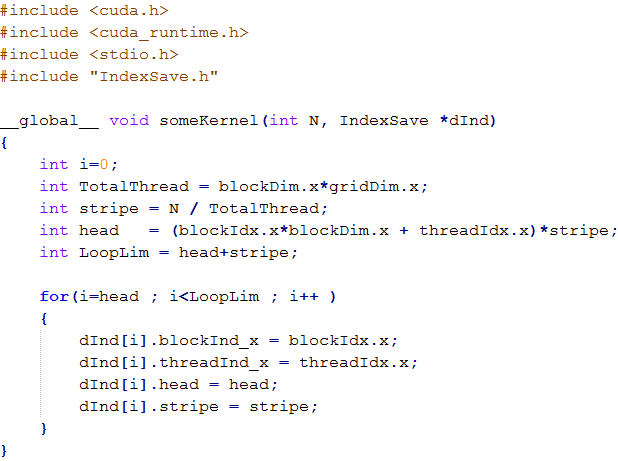 #include <cuda.h>
#include <cuda_runtime.h>
#include <stdio.h>
#include "IndexSave.h"

__global__ void someKernel(int N, IndexSave *dInd)
{
    int i=0;
    int TotalThread = blockDim.x*gridDim.x;
    int stripe = N / TotalThread;
    int head   = (blockIdx.x*blockDim.x + threadIdx.x)*stripe;
    int LoopLim = head+stripe;

    for(i=head ; i<LoopLim ; i++ )
    {
        dInd[i].blockInd_x = blockIdx.x;
        dInd[i].threadInd_x = threadIdx.x;
        dInd[i].head = head;
        dInd[i].stripe = stripe;
    }
}